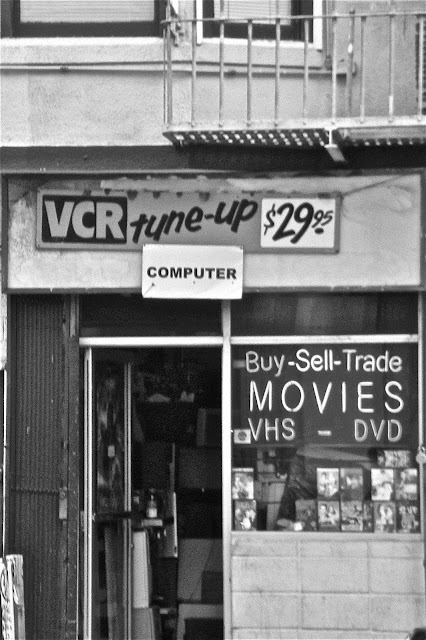 VCR tune-up $29.95
COMPUTER
Buy-Sell-Trade
MOVIES
VHS - DVD